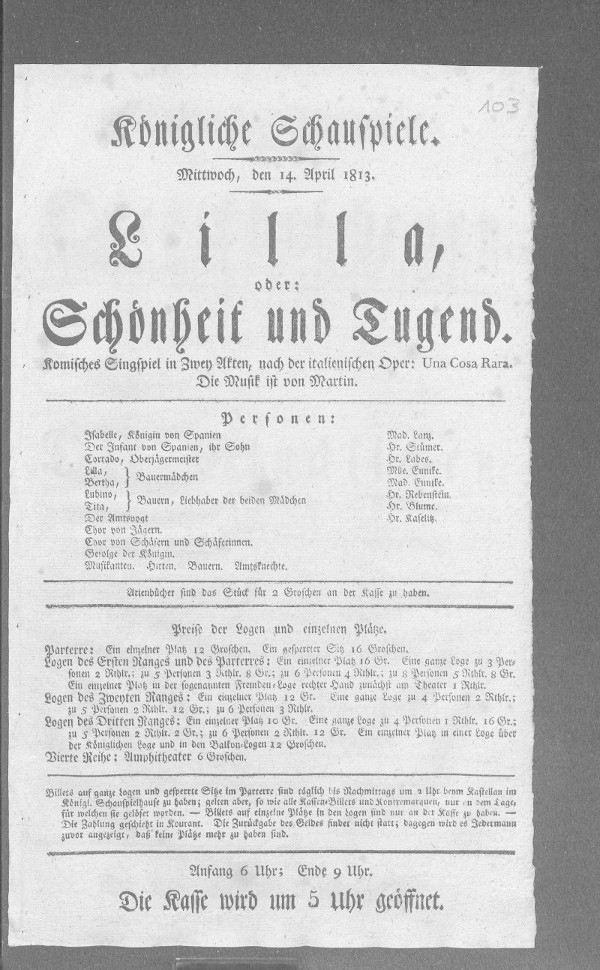 103
Königliche Schauspiele.
Mittwoch, den 14. April 1813.
Lilla,
oder:
Schönheit und Tugend.
Komisches Singspiel in Zwey Akten, nach der italienischen Oper: Una Cosa Rara.
Die Musik ist von Martin.
Personen:
Isabelle, Königin von Spanien Mad. Lanz.
Der Infant von Spanien, ihr Sohn Hr. Stümer.
Corrado, Oberjägermeister Hr. Labes.
Lilla, } Bauermädchen Mlle. Eunike.
Bertha, Mad. Eunike.
Lubino, } Bauern, Liebhaber der beiden Mädchen Hr. Rebenstein.
Tita, Hr. Blume.
Der Amtsvogt Hr. Kaselitz.
Chor von Jägern.
Chor von Schäfern und Schäferinnen.
Gefolge der Königin.
Musikanten. Hirten. Bauern. Amtsknechte.
Arienbücher sind das Stück für 2 Groschen an der Kasse zu haben.
Preise der Logen und einzelnen Plätze.
Parterre: Ein einzelner Platz 12 Groschen. Ein gesperrter Sitz 16 Groschen.
Logen des Ersten Ranges und des Parterres: Ein einzelner Platz 16 Gr. Eine ganze Loge zu 3 Per-
sonen 2 Rthlr.; zu 5 Personen 3 Rthlr. 8 Gr.; zu 6 Personen 4 Rthlr.; zu 8 Personen 5 Rthlr. 8 Gr.
Ein einzelner Platz in der sogenannten Fremden-Loge rechter Hand zunächst am Theater 1 Rthlr.
Logen des Zweyten Ranges: Ein einzelner Platz 12 Gr. Eine ganze Loge zu 4 Personen 2 Rthlr.;
zu 5 Personen 2 Rthlr. 12 Gr.; zu 6 Personen 3 Rthlr.
Logen des Dritten Ranges: Ein einzelner Platz 10 Gr. Eine ganze Loge zu 4 Personen 1 Rthlr. 16 Gr.;
zu 5 Personen 2 Rthlr. 2 Gr.; zu 6 Personen 2 Rthlr. 12 Gr. Ein einzelner Platz in einer Loge über
der Königlichen Loge und in den Balkon-Logen 12 Groschen.
Vierte Reihe: Amphitheater 6 Groschen.
Billets auf ganze Logen und gesperrte Sitze im Parterre sind täglich bis Nachmittags um 2 Uhr beym Kastellan im
Königl. Schauspielhause zu haben; gelten aber, so wie alle Kassen-Billets und Kontremarquen, nur an dem Tage,
für welchen sie gelöset worden. — Billets auf einzelne Plätze in den Logen sind nur an der Kasse zu haben. —
Die Zahlung geschieht in Kourant. Die Zurückgabe des Geldes findet nicht statt; dagegen wird es Jedermann
zuvor angezeigt, daß keine Plätze mehr zu haben sind.
Anfang 6 Uhr; Ende 9 Uhr.
Die Kasse wird um 5 Uhr geöffnet.